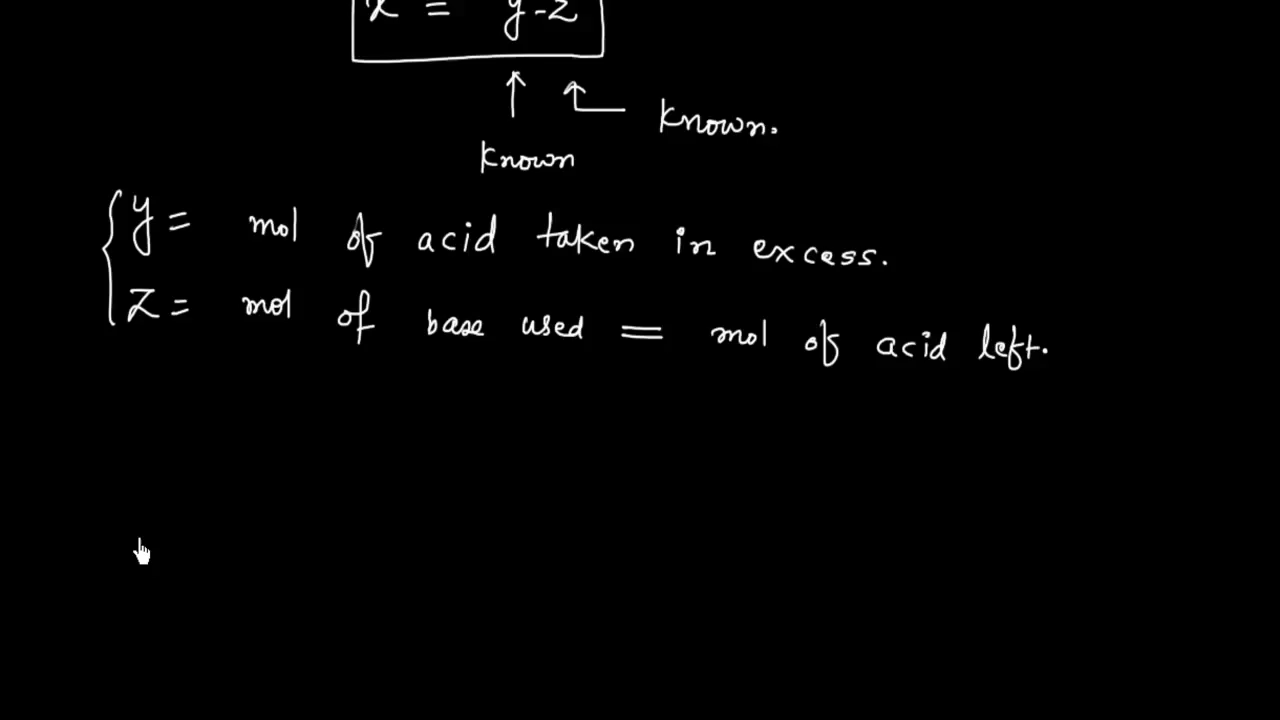 x = y-z
known.
known
y = mol of acid taken in excess.
z = mol of base used = mol of acid left.